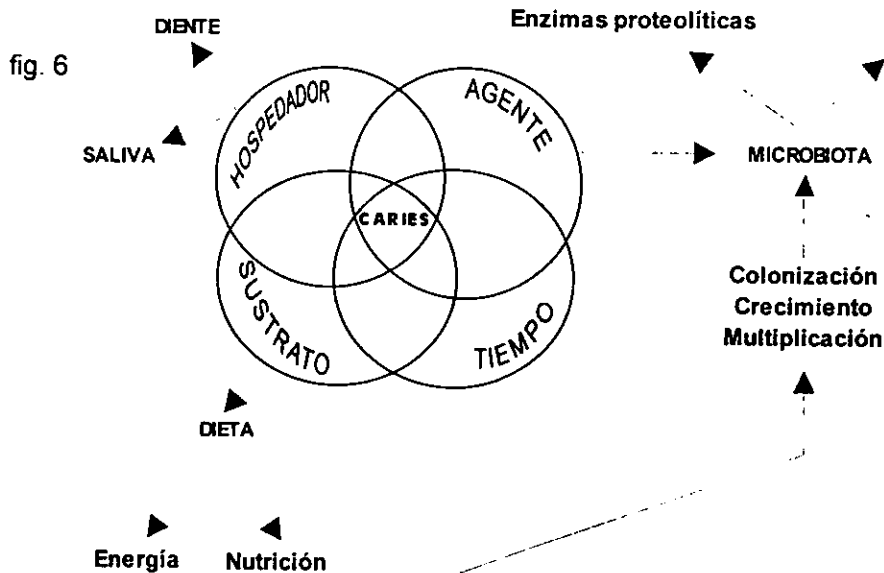 DIENTE
Enzimas proteolíticas
fig. 6
HOSPEDADOR
AGENTE
SALIVA
MICROBIOTA
CARIES
Colonización
Crecimiento
Multiplicación
SUSTRATO
TIEMPO
DIETA
Energía
Nutrición